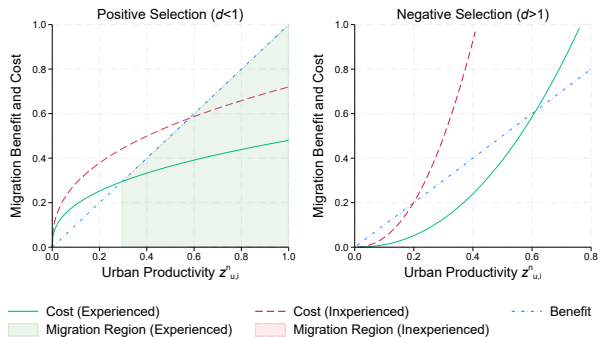 Positive Selection (d<1)
Negative Selection (d>1)
Migration Benefit and Cost
1.0
0.8
0.6
0.4
0.2
0.0
0.0 0.2 0.4 0.6 0.8 1.0
Urban Productivity z^n_{u,i}
Migration Benefit and Cost
1.0
0.8
0.6
0.4
0.2
0.0
0.0 0.2 0.4 0.6 0.8
Urban Productivity z^n_{u,i}
Cost (Experienced) Cost (Inxperienced) Benefit
Migration Region (Experienced) Migration Region (Inexperienced)